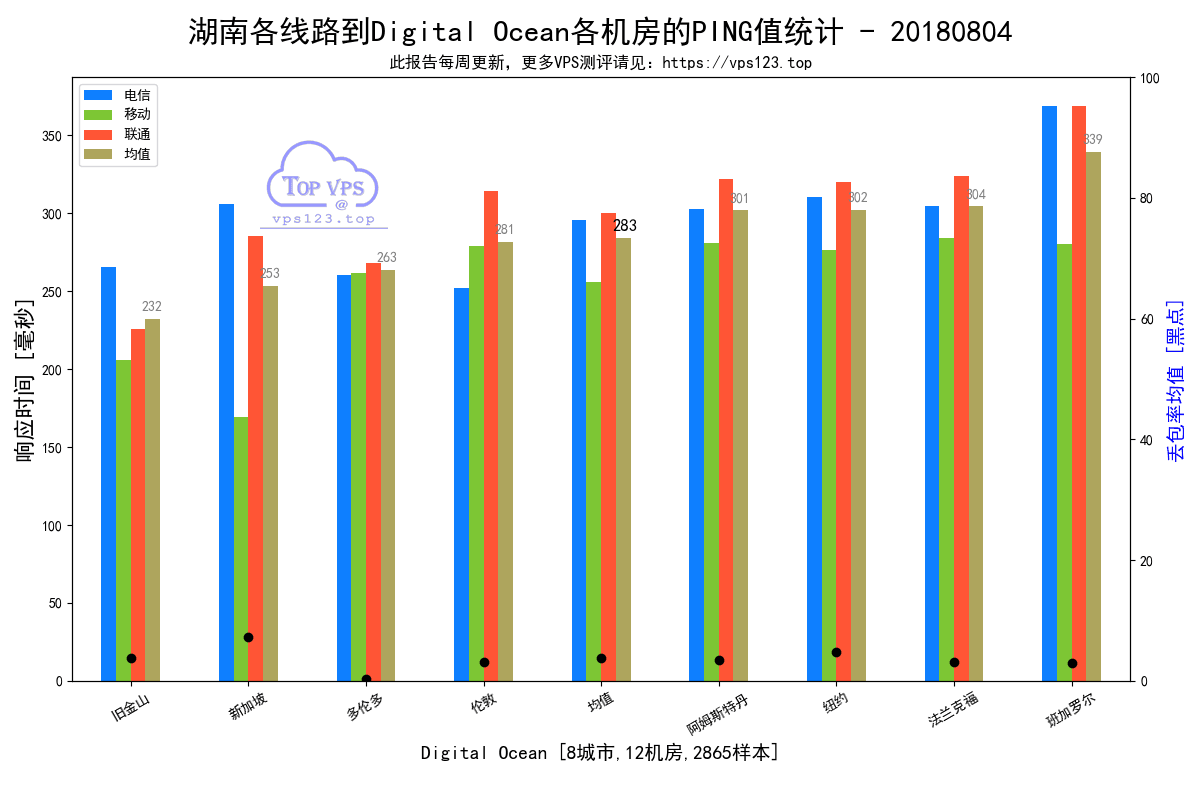 湖南各线路到Digital Ocean各机房的PING值统计 - 20180804
此报告每周更新，更多VPS测评请见：https://vps123.top
电信
移动
联通
均值
TOP VPS
@
vps123.top
响应时间 [毫秒]
0
50
100
150
200
250
300
350
232
253
263
281
283
301
302
304
339
0
20
40
60
80
100
丢包率均值 [黑点]
旧金山
新加坡
多伦多
伦敦
均值
阿姆斯特丹
纽约
法兰克福
班加罗尔
Digital Ocean [8城市,12机房,2865样本]